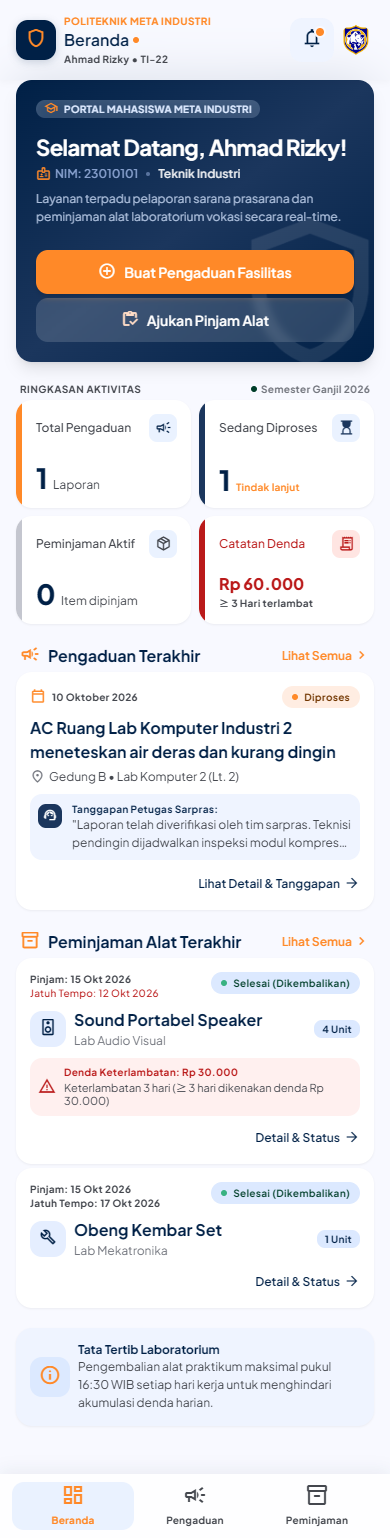 POLITEKNIK META INDUSTRI
Beranda
Ahmad Rizky • TI-22
PORTAL MAHASISWA META INDUSTRI
Selamat Datang, Ahmad Rizky!
NIM: 23010101 • Teknik Industri
Layanan terpadu pelaporan sarana prasarana dan
peminjaman alat laboratorium vokasi secara real-time.
Buat Pengaduan Fasilitas
Ajukan Pinjam Alat
RINGKASAN AKTIVITAS
Semester Ganjil 2026
Total Pengaduan
1 Laporan
Sedang Diproses
1 Tindak lanjut
Peminjaman Aktif
0 Item dipinjam
Catatan Denda
Rp 60.000
≥ 3 Hari terlambat
Pengaduan Terakhir
Lihat Semua
10 Oktober 2026
Diproses
AC Ruang Lab Komputer Industri 2
meneteskan air deras dan kurang dingin
Gedung B • Lab Komputer 2 (Lt. 2)
Tanggapan Petugas Sarpras:
"Laporan telah diverifikasi oleh tim sarpras. Teknisi
pendingin dijadwalkan inspeksi modul kompres...
Lihat Detail & Tanggapan →
Peminjaman Alat Terakhir
Lihat Semua
Pinjam: 15 Okt 2026
Jatuh Tempo: 12 Okt 2026
Selesai (Dikembalikan)
Sound Portabel Speaker
Lab Audio Visual
4 Unit
Denda Keterlambatan: Rp 30.000
Keterlambatan 3 hari (≥ 3 hari dikenakan denda Rp
30.000)
Detail & Status →
Pinjam: 15 Okt 2026
Jatuh Tempo: 17 Okt 2026
Selesai (Dikembalikan)
Obeng Kembar Set
Lab Mekatronika
1 Unit
Detail & Status →
Tata Tertib Laboratorium
Pengembalian alat praktikum maksimal pukul
16:30 WIB setiap hari kerja untuk menghindari
akumulasi denda harian.
Beranda
Pengaduan
Peminjaman